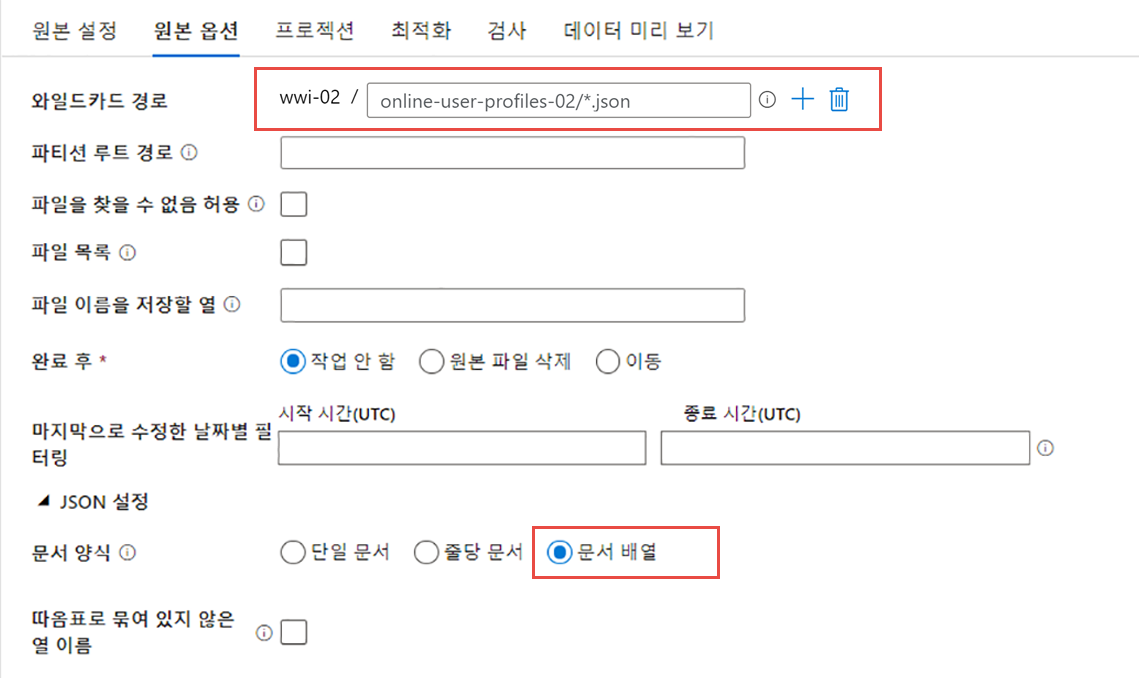 원본 설정 원본 옵션 프로젝션 최적화 검사 데이터 미리 보기
와일드카드 경로 wwi-02 / online-user-profiles-02/*.json
파티션 루트 경로
파일을 찾을 수 없음 허용
파일 목록
파일 이름을 저장할 열
완료 후 * 작업 안 함 원본 파일 삭제 이동
시작 시간(UTC) 종료 시간(UTC)
마지막으로 수정한 날짜별 필
터링
JSON 설정
문서 양식 단일 문서 줄당 문서 문서 배열
따옴표로 묶여 있지 않은
열 이름